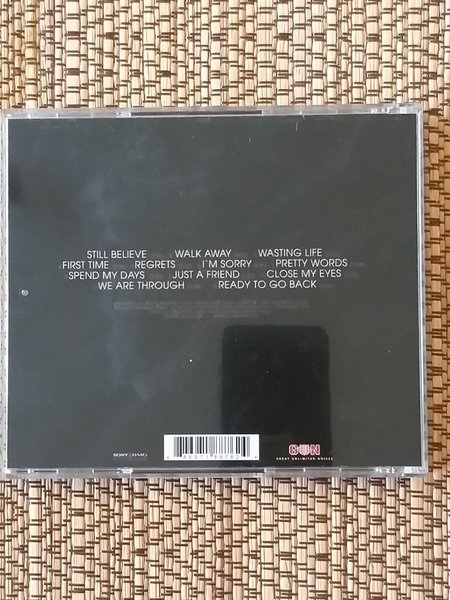 STILL BELIEVE WALK AWAY WASTING LIFE
FIRST TIME REGRETS I`M SORRY PRETTY WORDS
SPEND MY DAYS JUST A FRIEND CLOSE MY EYES
WE ARE THROUGH READY TO GO BACK
SONY BMG
GUN
GREAT UNLIMITED NOISES